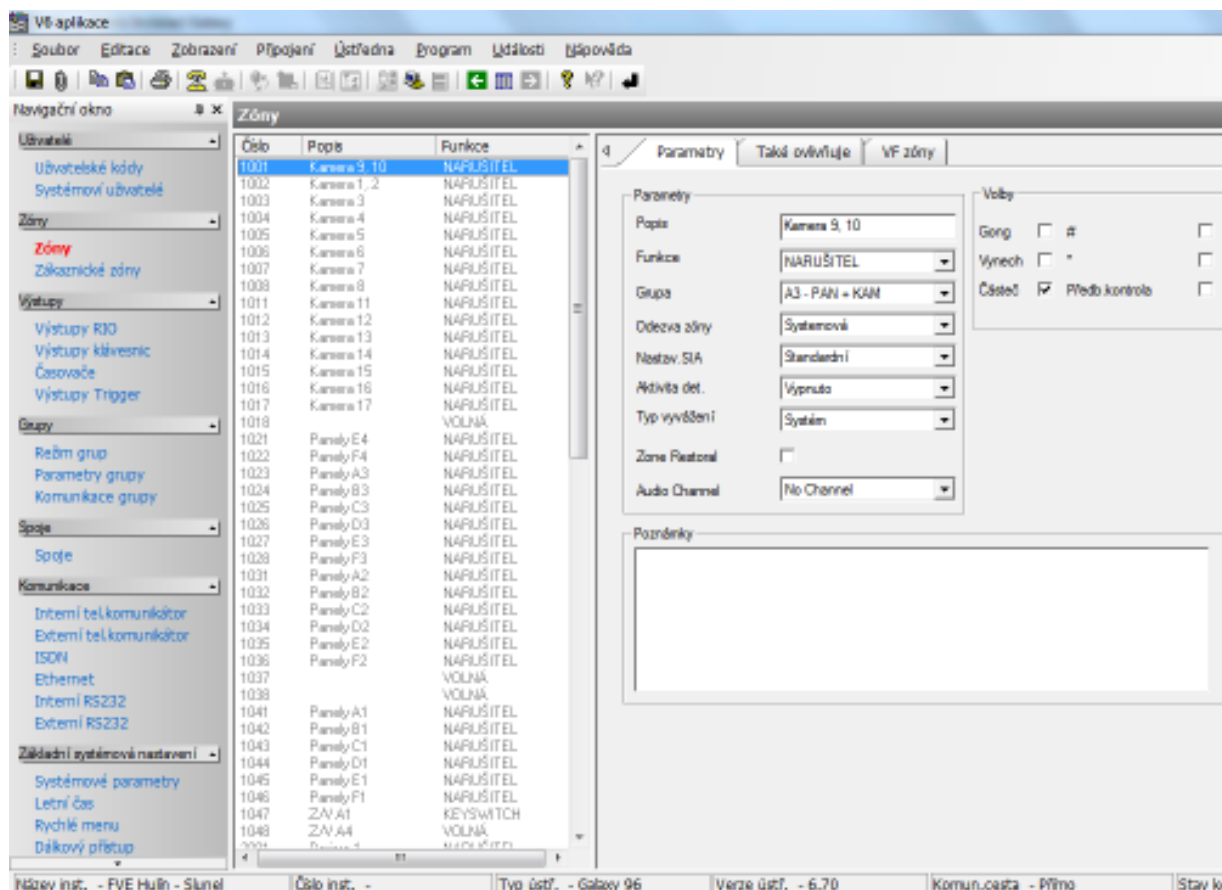 V6 aplikace
Soubor Editace Zobrazení Připojení Ústředna Program Události Nápověda
Navigační okno
Uživatelé
Uživatelské kódy
Systémoví uživatelé
Zóny
Zóny
Zákaznické zóny
Výstupy
Výstupy RIO
Výstupy klávesnic
Časovače
Výstupy Trigger
Grupy
Režim grup
Parametry grupy
Komunikace grupy
Spoje
Spoje
Komunikace
Interní tel.komunikátor
Externí tel.komunikátor
ISDN
Ethernet
Interní RS232
Externí RS232
Základní systémová nastavení
Systémové parametry
Letní čas
Rychlé menu
Dálkový přístup
Zóny
Číslo Popis Funkce
1001 Kamera 9, 10 NARUŠITEL
1002 Kamera 1, 2 NARUŠITEL
1003 Kamera 3 NARUŠITEL
1004 Kamera 4 NARUŠITEL
1005 Kamera 5 NARUŠITEL
1006 Kamera 6 NARUŠITEL
1007 Kamera 7 NARUŠITEL
1008 Kamera 8 NARUŠITEL
1011 Kamera 11 NARUŠITEL
1012 Kamera 12 NARUŠITEL
1013 Kamera 13 NARUŠITEL
1014 Kamera 14 NARUŠITEL
1015 Kamera 15 NARUŠITEL
1016 Kamera 16 NARUŠITEL
1017 Kamera 17 NARUŠITEL
1018 VOLNÁ
1021 Panely E4 NARUŠITEL
1022 Panely F4 NARUŠITEL
1023 Panely A3 NARUŠITEL
1024 Panely B3 NARUŠITEL
1025 Panely C3 NARUŠITEL
1026 Panely D3 NARUŠITEL
1027 Panely E3 NARUŠITEL
1028 Panely F3 NARUŠITEL
1031 Panely A2 NARUŠITEL
1032 Panely B2 NARUŠITEL
1033 Panely C2 NARUŠITEL
1034 Panely D2 NARUŠITEL
1035 Panely E2 NARUŠITEL
1036 Panely F2 NARUŠITEL
1037 VOLNÁ
1038 VOLNÁ
1041 Panely A1 NARUŠITEL
1042 Panely B1 NARUŠITEL
1043 Panely C1 NARUŠITEL
1044 Panely D1 NARUŠITEL
1045 Panely E1 NARUŠITEL
1046 Panely F1 NARUŠITEL
1047 Z/V A1 KEYSWITCH
1048 Z/V A4 VOLNÁ
Parametry Také ovlivňuje VF zóny
Parametry
Popis Kamera 9, 10
Funkce NARUŠITEL
Grupa A3 - PAN + KAM
Odezva zóny Systemová
Nastav.SIA Standardní
Aktivita det. Vypnuto
Typ vyvážení Systém
Zone Restoral
Audio Channel No Channel
Volby
Gong #
Vynech *
Částeč Předb.kontrola
Poznámky
Název inst. - FVE Hulín - Slunel Číslo inst. - Typ ústř. - Galaxy 96 Verze ústř. - 6.70 Komun.cesta - Přímo Stav k